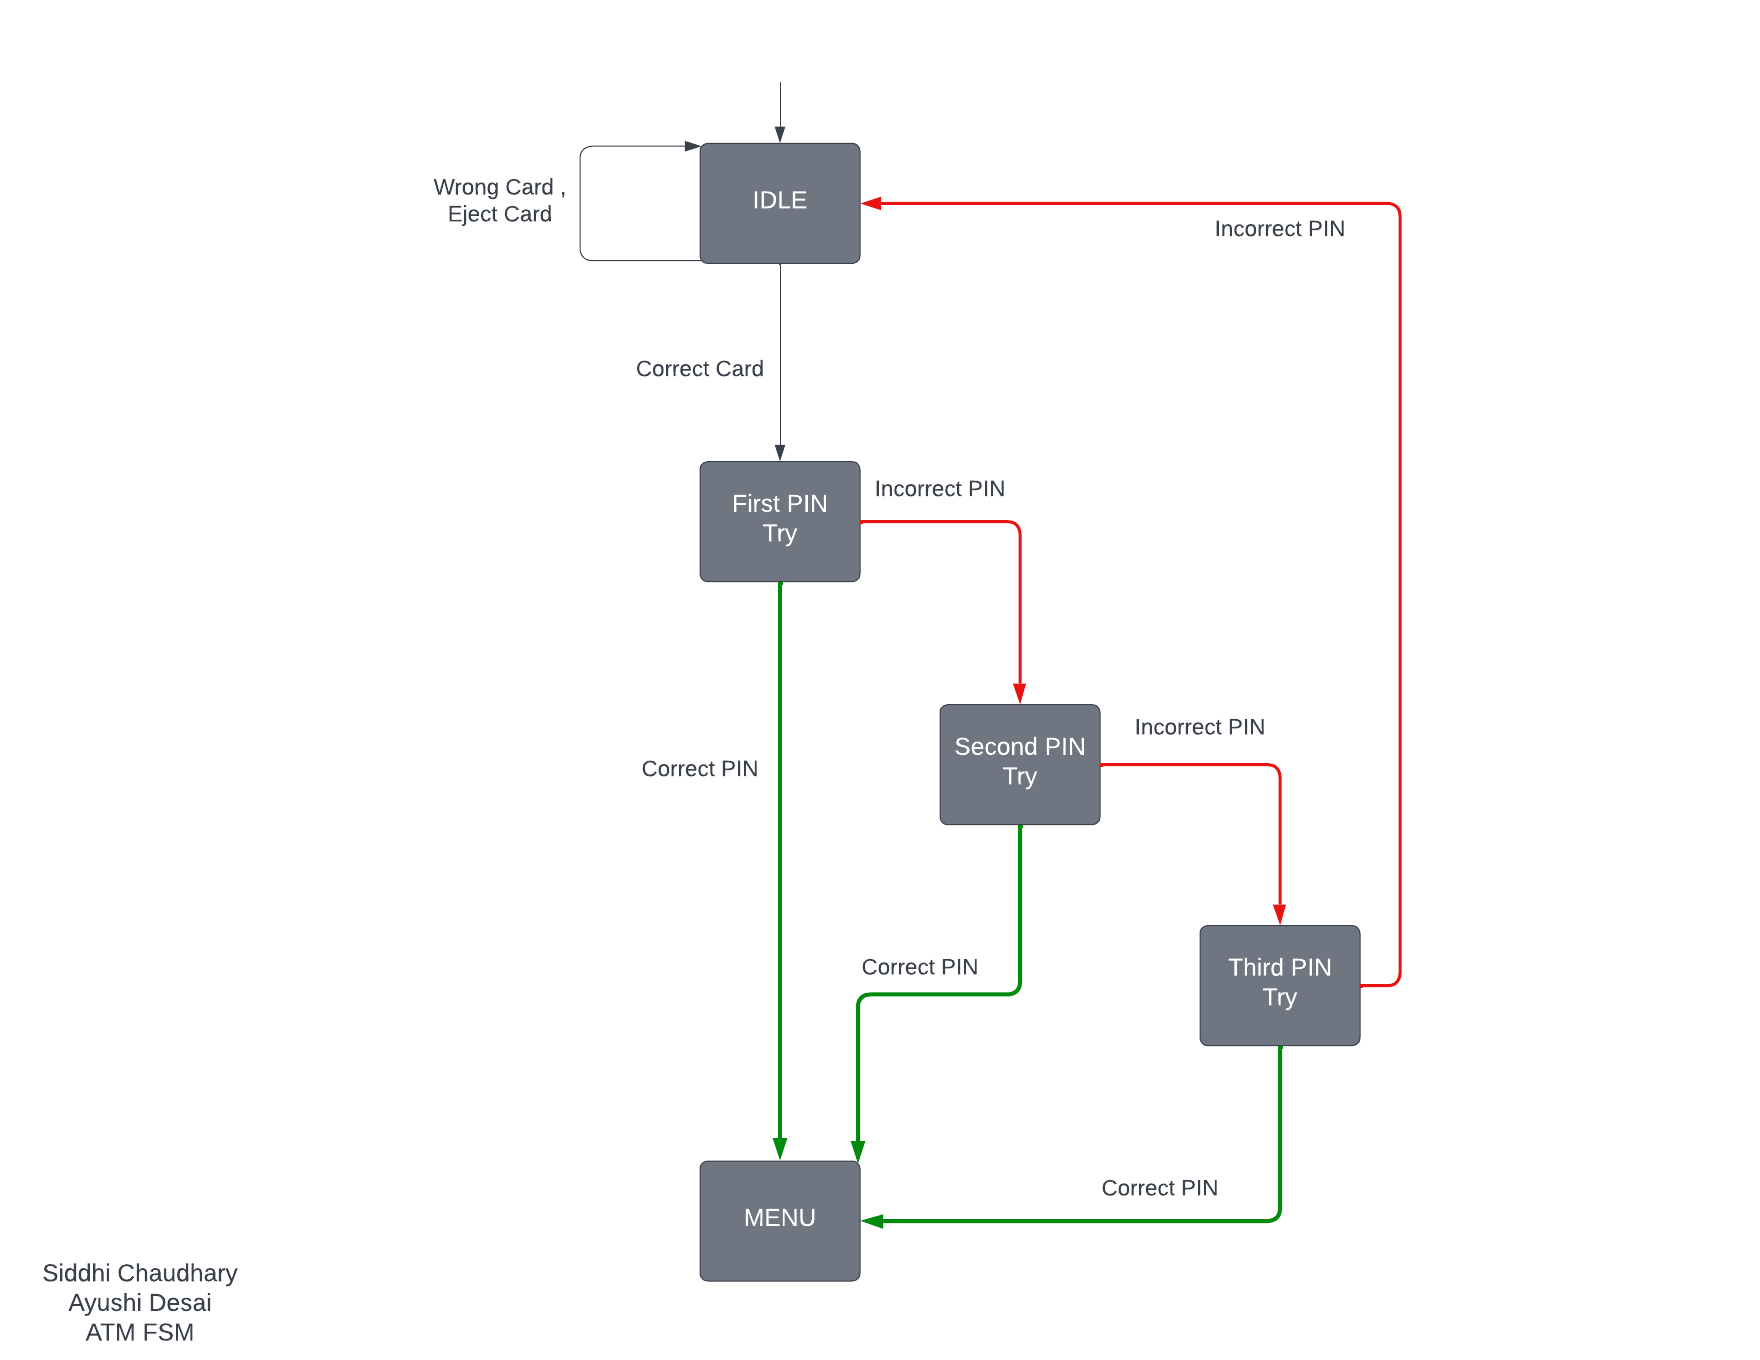 IDLE
Wrong Card ,
Eject Card
Incorrect PIN
Correct Card
First PIN
Try
Incorrect PIN
Second PIN
Try
Incorrect PIN
Correct PIN
Third PIN
Try
Correct PIN
Correct PIN
MENU
Siddhi Chaudhary
Ayushi Desai
ATM FSM